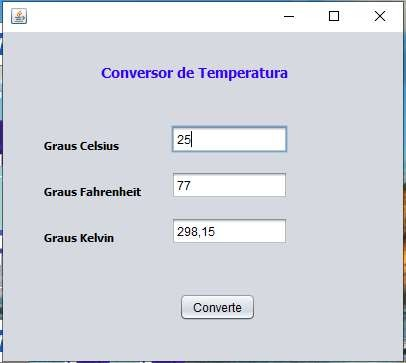 Conversor de Temperatura
Graus Celsius 25
Graus Fahrenheit 77
Graus Kelvin 298,15
Converte